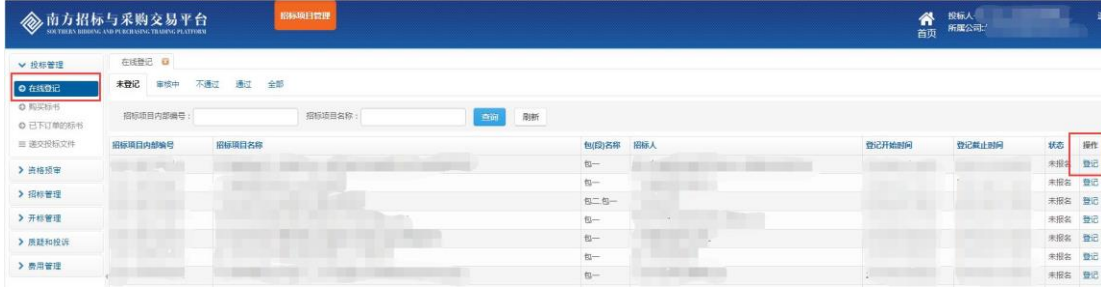 南方招标与采购交易平台
SOUTHERN BIDDING AND PURCHASING TRADING PLATFORM
招标项目管理
首页
投标人
所属公司:
投标管理
在线登记
购买标书
已下订单的标书
递交投标文件
资格预审
招标管理
开标管理
质疑和投诉
费用管理
在线登记
未登记 审核中 不通过 通过 全部
招标项目内部编号: 招标项目名称: 查询 刷新
招标项目内部编号 招标项目名称 包(段)名称 招标人 登记开始时间 登记截止时间 状态 操作
包一 未报名 登记
包一 未报名 登记
包二 包一 未报名 登记
包一 未报名 登记
包一 未报名 登记
包一 未报名 登记
包一 未报名 登记